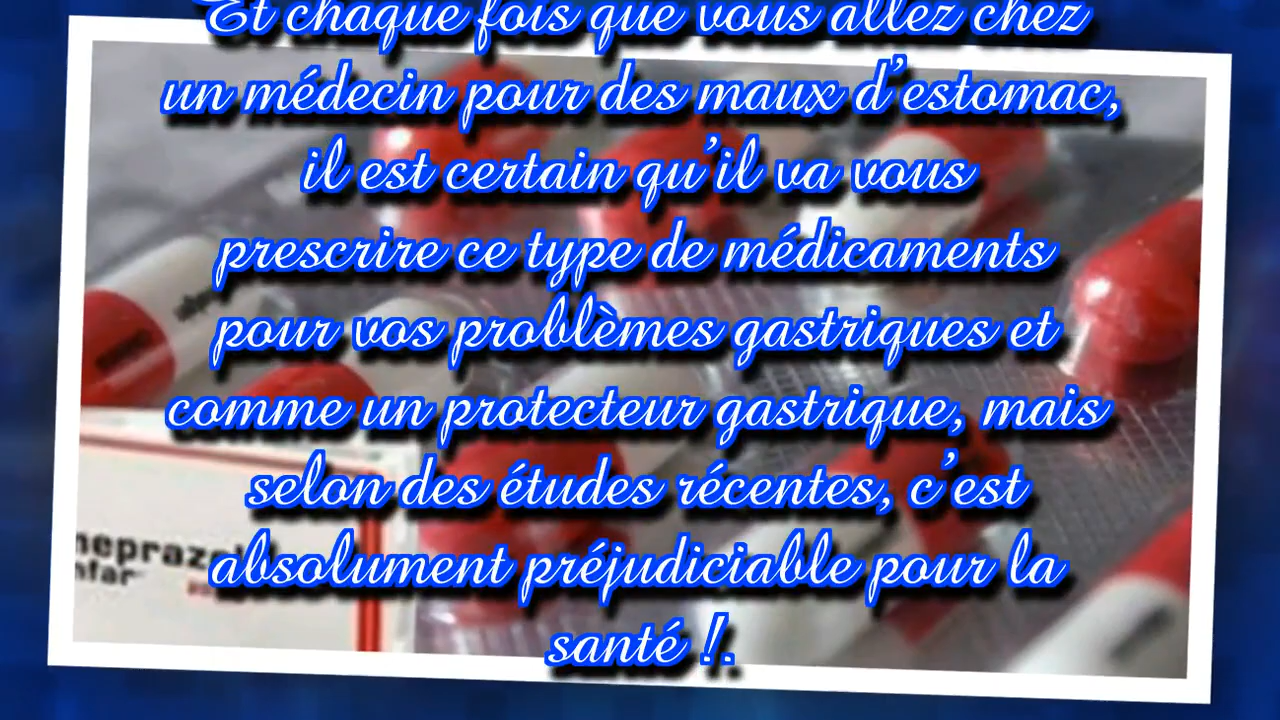 Et chaque fois que vous allez chez
un médecin pour des maux d'estomac,
il est certain qu'il va vous
prescrire ce type de médicaments
pour vos problèmes gastriques et
comme un protecteur gastrique, mais
selon des études récentes, c'est
absolument préjudiciable pour la
santé !.